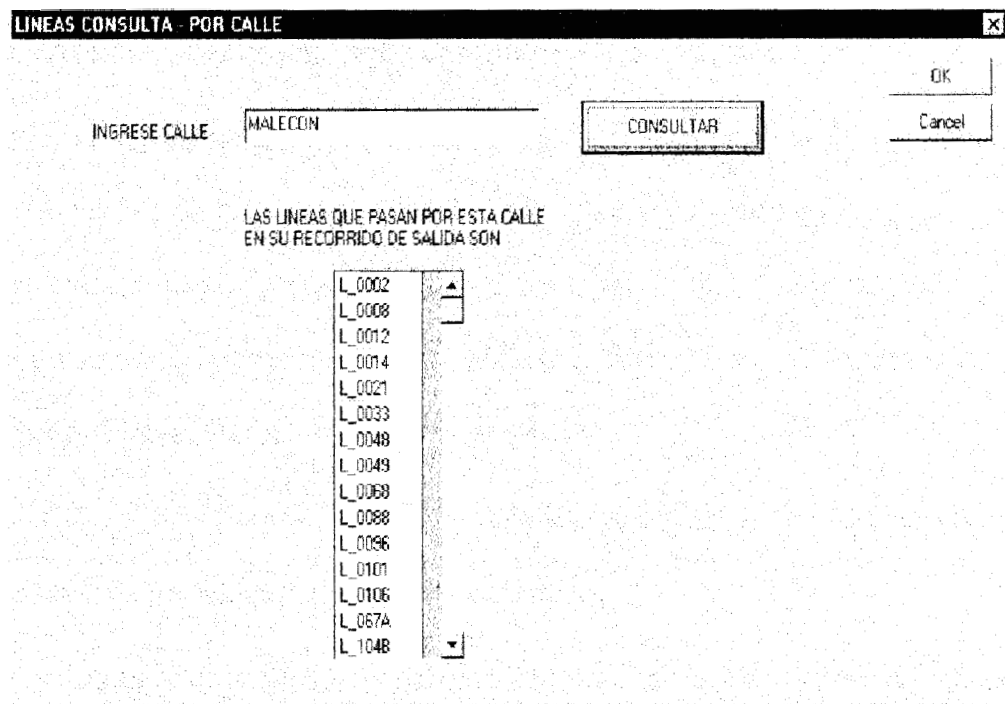 LINEAS CONSULTA - POR CALLE
OK
INGRESE CALLE
MALECON
CONSULTAR
Cancel
LAS LINEAS QUE PASAN POR ESTA CALLE
EN SU RECORRIDO DE SALIDA SON
L_0002
L_0008
L_0012
L_0014
L_0021
L_0033
L_0048
L_0049
L_0068
L_0088
L_0096
L_0101
L_0106
L_067A
L_104B